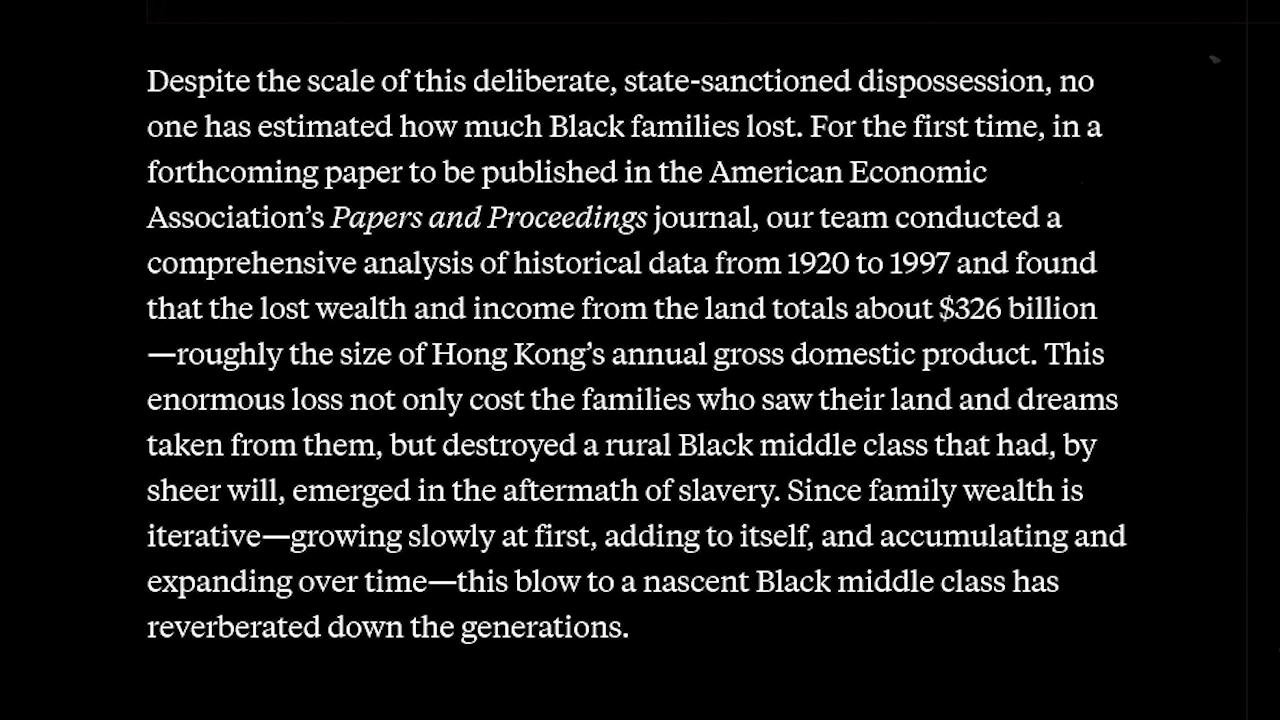 Despite the scale of this deliberate, state-sanctioned dispossession, no
one has estimated how much Black families lost. For the first time, in a
forthcoming paper to be published in the American Economic
Association’s Papers and Proceedings journal, our team conducted a
comprehensive analysis of historical data from 1920 to 1997 and found
that the lost wealth and income from the land totals about $326 billion
—roughly the size of Hong Kong’s annual gross domestic product. This
enormous loss not only cost the families who saw their land and dreams
taken from them, but destroyed a rural Black middle class that had, by
sheer will, emerged in the aftermath of slavery. Since family wealth is
iterative—growing slowly at first, adding to itself, and accumulating and
expanding over time—this blow to a nascent Black middle class has
reverberated down the generations.